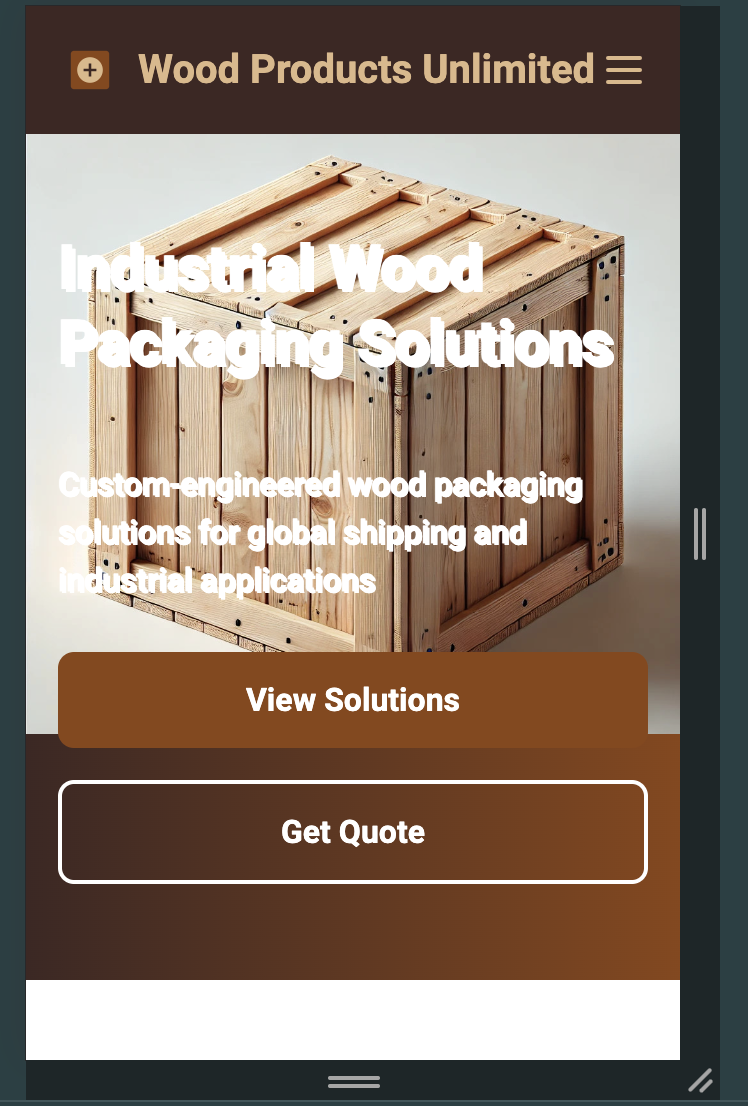 Wood Products Unlimited
Industrial Wood
Packaging Solutions
Custom-engineered wood packaging
solutions for global shipping and
industrial applications
View Solutions
Get Quote